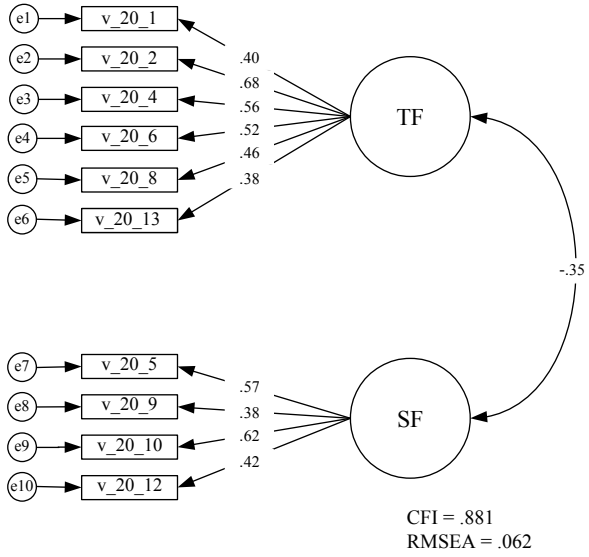 e1 v_20_1
.40
e2 v_20_2
.68
e3 v_20_4
.56
TF
e4 v_20_6
.52
.46
e5 v_20_8
.38
e6 v_20_13
-.35
e7 v_20_5
.57
e8 v_20_9
.38
SF
e9 v_20_10
.62
.42
e10 v_20_12
CFI = .881
RMSEA = .062